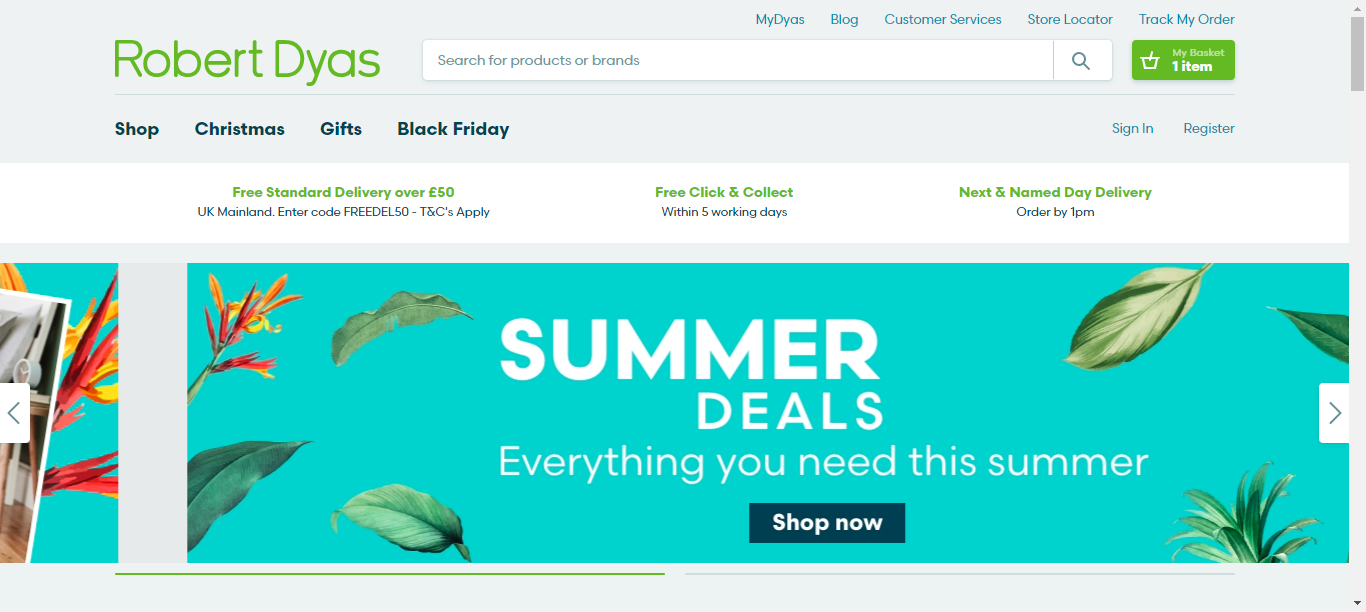 MyDyas Blog Customer Services Store Locator Track My Order
Robert Dyas
Search for products or brands
My Basket
1 item
Shop Christmas Gifts Black Friday
Sign In Register
Free Standard Delivery over £50
UK Mainland. Enter code FREEDEL50 - T&C's Apply
Free Click & Collect
Within 5 working days
Next & Named Day Delivery
Order by 1pm
SUMMER
DEALS
Everything you need this summer
Shop now